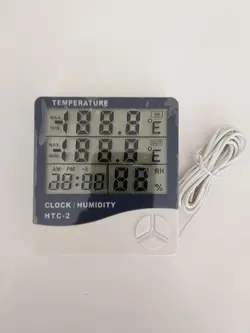 TEMPERATURE
MAX
MIN
-188.8°E
IN
MAX
MIN
-188.8°E
OUT
AM PM
RH
18:88
88%
CLOCK / HUMIDITY
HTC-2